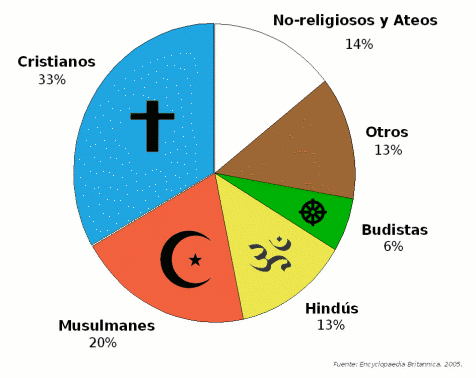 No-religiosos y Ateos
14%
Cristianos
33%
Otros
13%
Budistas
6%
Hindús
13%
Musulmanes
20%
Fuente: Encyclopaedia Britannica. 2005.